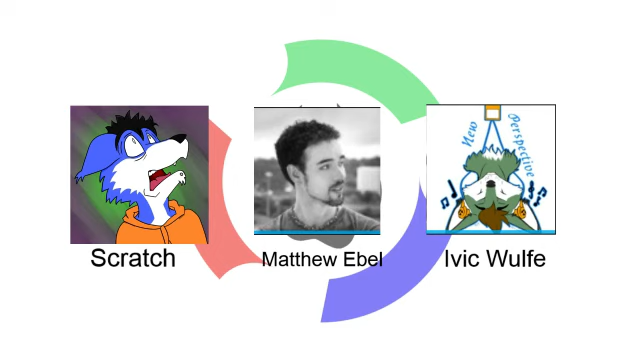 New
Perspective
Scratch
Matthew Ebel
Ivic Wulfe